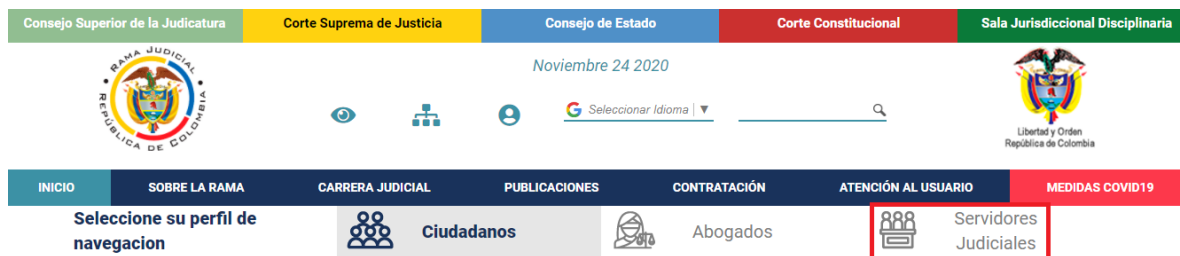 Consejo Superior de la Judicatura
Corte Suprema de Justicia
Consejo de Estado
Corte Constitucional
Sala Jurisdiccional Disciplinaria
RAMA JUDICIAL
REPÚBLICA DE COLOMBIA
Noviembre 24 2020
G Seleccionar Idioma ▼
Libertad y Orden
República de Colombia
INICIO
SOBRE LA RAMA
CARRERA JUDICIAL
PUBLICACIONES
CONTRATACIÓN
ATENCIÓN AL USUARIO
MEDIDAS COVID19
Seleccione su perfil de
navegacion
Ciudadanos
Abogados
Servidores
Judiciales